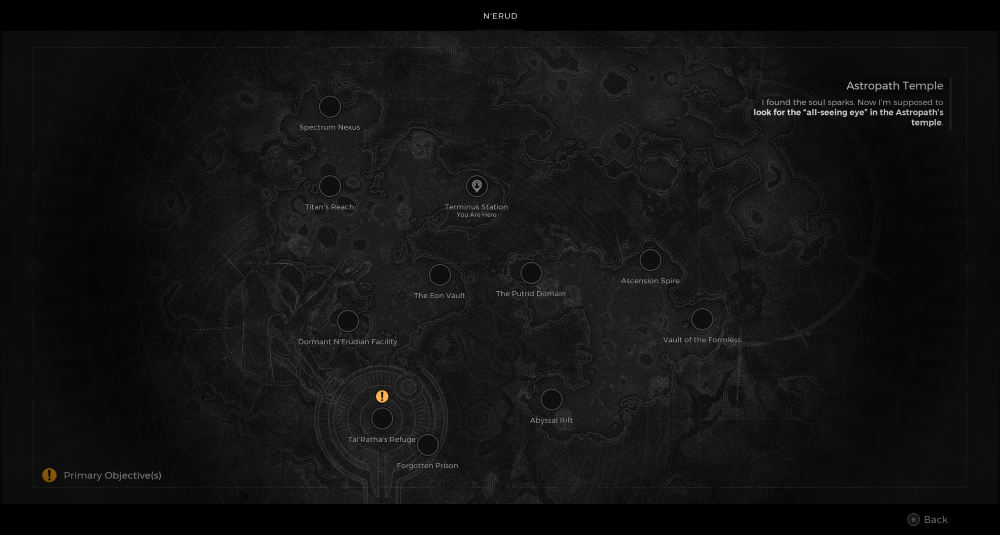 N'ERUD
Astropath Temple
I found the soul sparks. Now I'm supposed to
look for the "all-seeing eye" in the Astropath's
temple.
Spectrum Nexus
Titan's Reach
Terminus Station
You Are Here
Ascension Spire
The Eon Vault
The Putrid Domain
Dormant N'Erudian Facility
Vault of the Formless
Abyssal Rift
Tal'Ratha's Refuge
Forgotten Prison
Primary Objective(s)
B Back